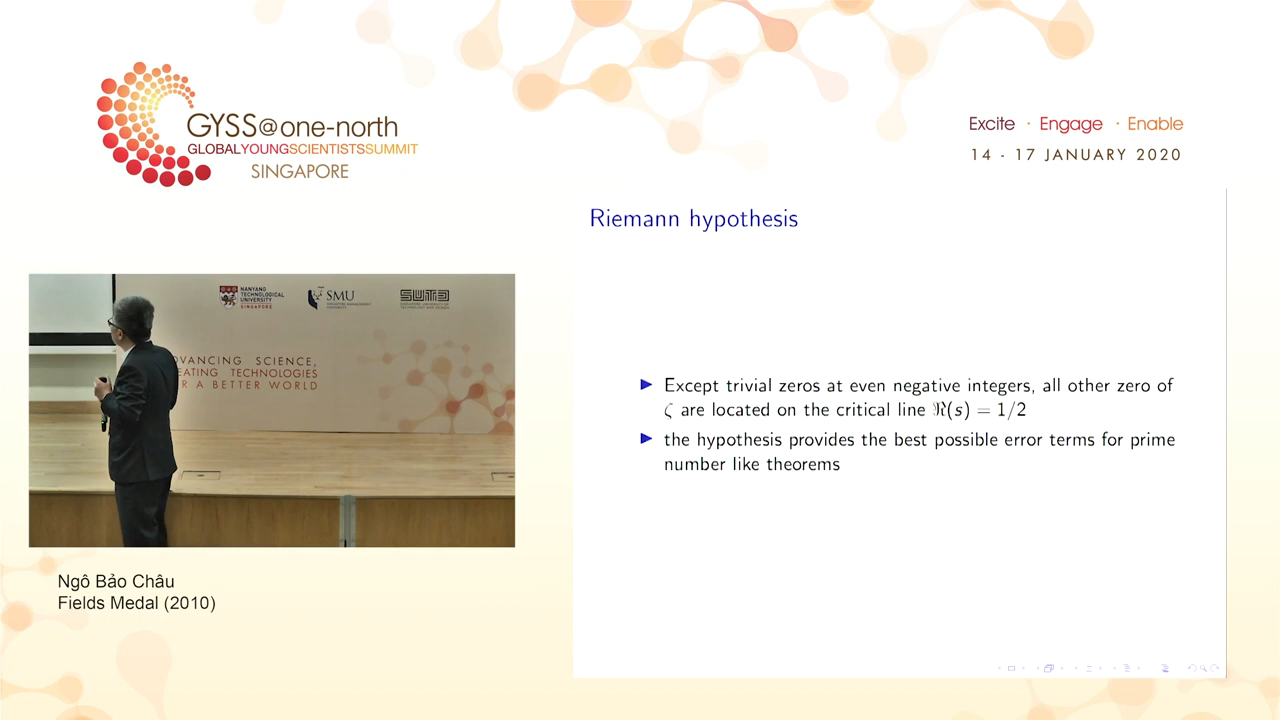 GYSS@one-north
GLOBALYOUNGSCIENTISTSSUMMIT
SINGAPORE
Excite · Engage · Enable
14 - 17 JANUARY 2020
Riemann hypothesis
▶ Except trivial zeros at even negative integers, all other zero of
ζ are located on the critical line ℜ(s) = 1/2
▶ the hypothesis provides the best possible error terms for prime
number like theorems
NANYANG
TECHNOLOGICAL
UNIVERSITY
SINGAPORE
SMU
SUTD
DVANCING SCIENCE,
EATING TECHNOLOGIES
R A BETTER WORLD
Ngô Bảo Châu
Fields Medal (2010)